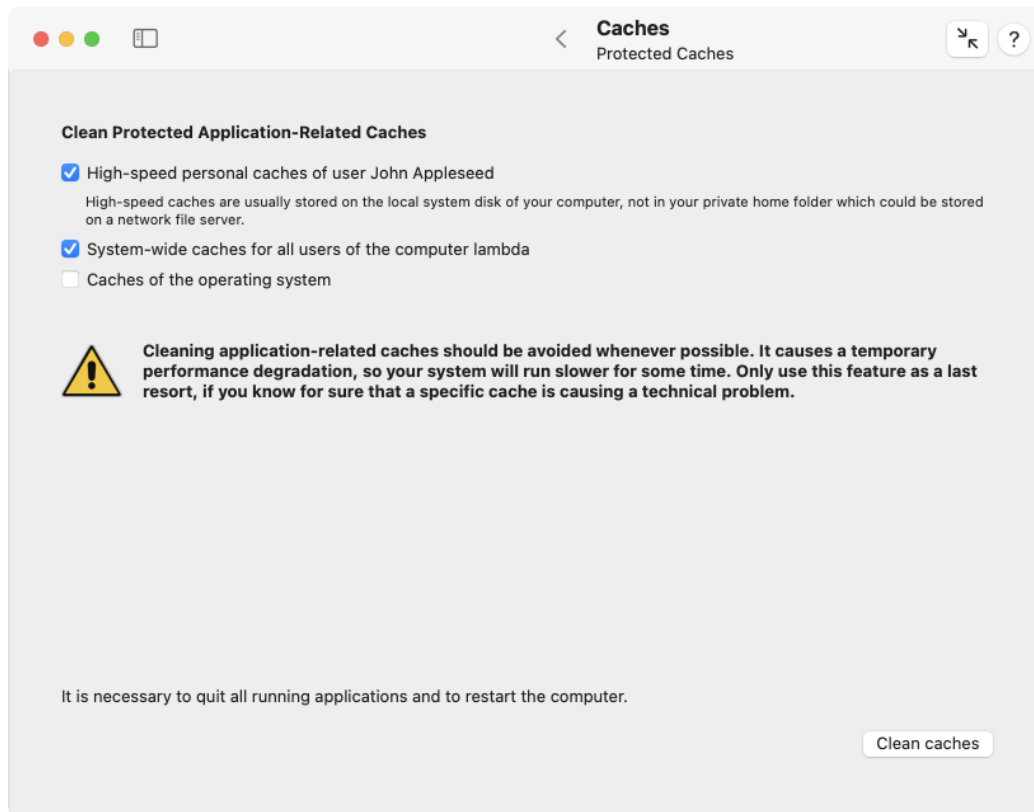 Caches
Protected Caches
?
Clean Protected Application-Related Caches
High-speed personal caches of user John Appleseed
High-speed caches are usually stored on the local system disk of your computer, not in your private home folder which could be stored
on a network file server.
System-wide caches for all users of the computer lambda
Caches of the operating system
Cleaning application-related caches should be avoided whenever possible. It causes a temporary
performance degradation, so your system will run slower for some time. Only use this feature as a last
resort, if you know for sure that a specific cache is causing a technical problem.
It is necessary to quit all running applications and to restart the computer.
Clean caches